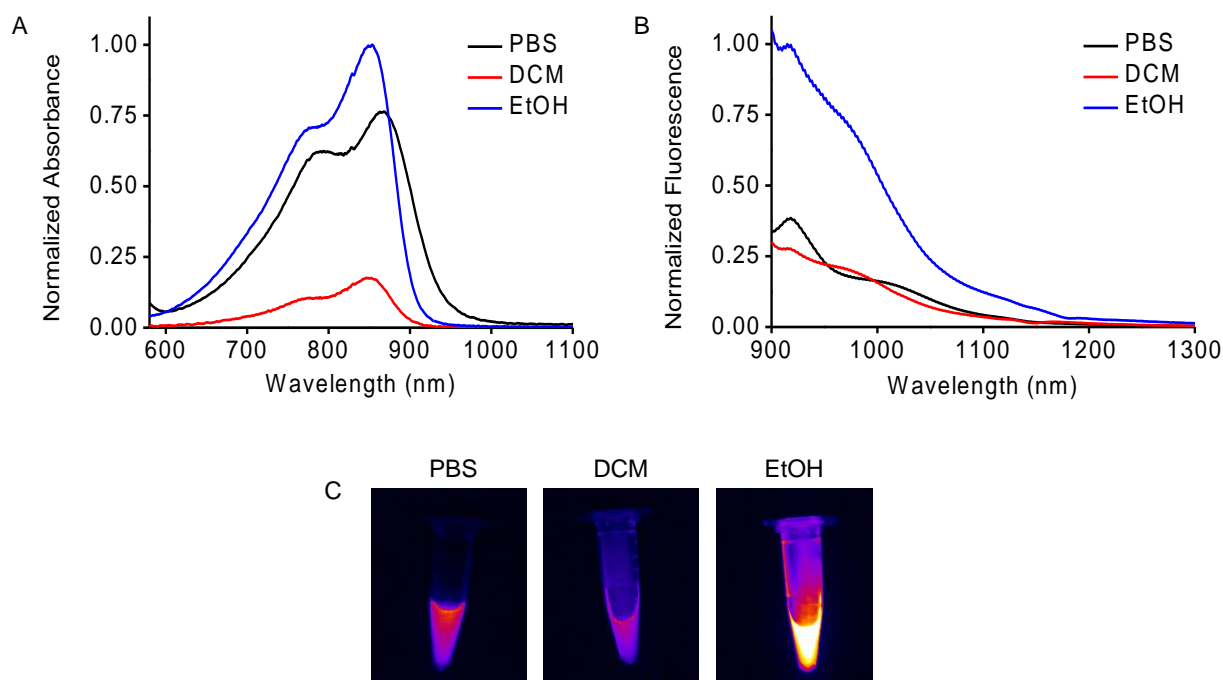 A
Normalized Absorbance
1.00
0.75
0.50
0.25
0.00
600 700 800 900 1000 1100
Wavelength (nm)
PBS
DCM
EtOH
B
Normalized Fluorescence
1.00
0.75
0.50
0.25
0.00
900 1000 1100 1200 1300
Wavelength (nm)
PBS
DCM
EtOH
C
PBS DCM EtOH